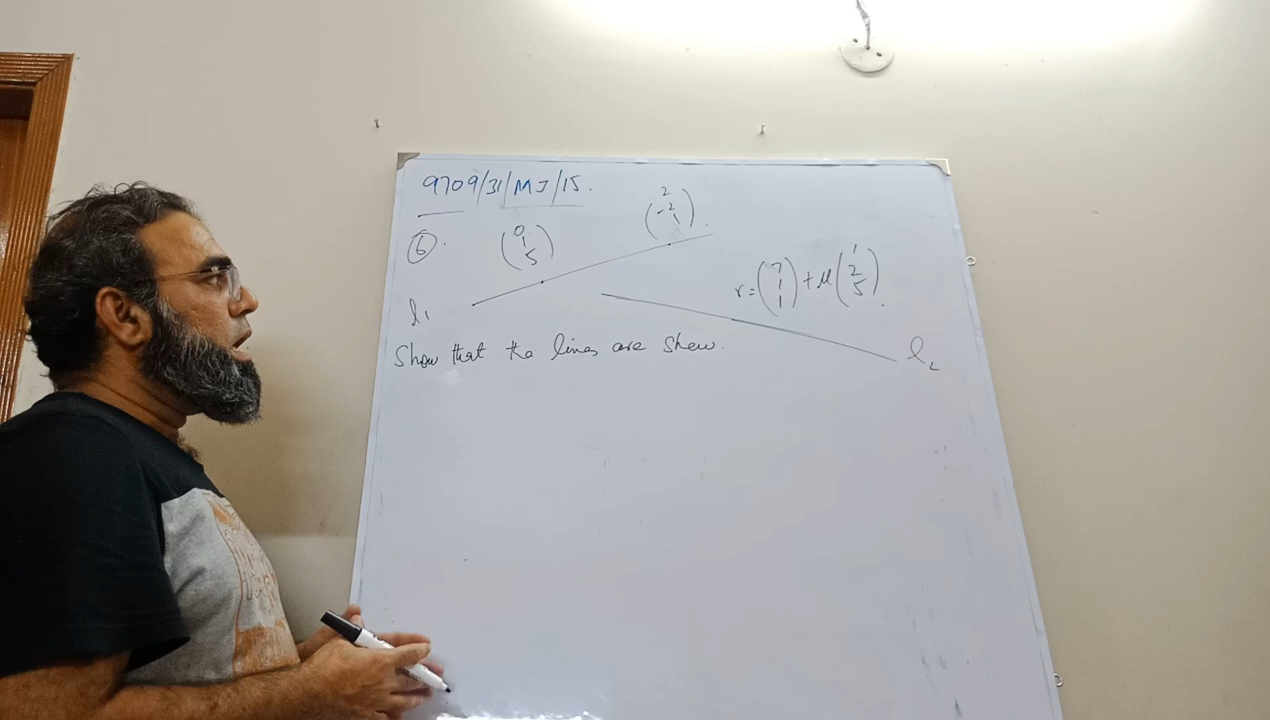 9709/31/MJ/15.
6.
(0 1 5)
(2 -2 1).
r = (7 1 1) + μ(1 2 5).
l₁
l₂
Show that the lines are skew.